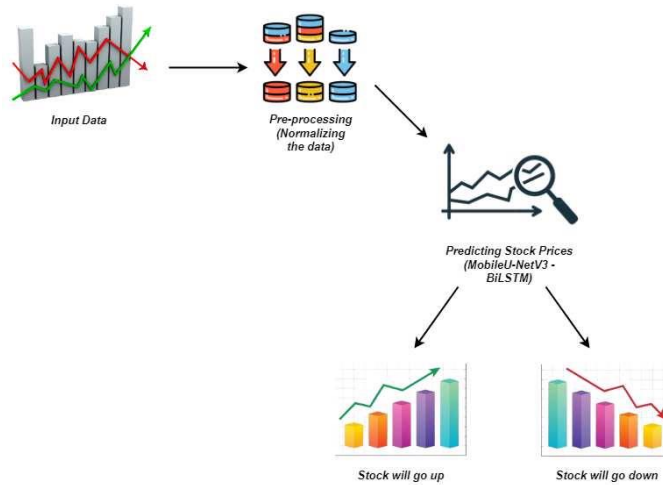 Input Data
Pre-processing
(Normalizing
the data)
Predicting Stock Prices
(MobileU-NetV3 -
BiLSTM)
Stock will go up
Stock will go down